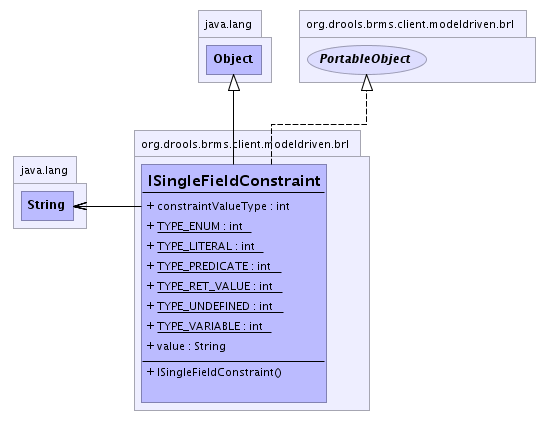 java.lang
Object
org.drools.brms.client.modeldriven.brl
PortableObject
org.drools.brms.client.modeldriven.brl
java.lang
String
ISingleFieldConstraint
+ constraintValueType : int
+ TYPE_ENUM : int
+ TYPE_LITERAL : int
+ TYPE_PREDICATE : int
+ TYPE_RET_VALUE : int
+ TYPE_UNDEFINED : int
+ TYPE_VARIABLE : int
+ value : String
+ ISingleFieldConstraint()